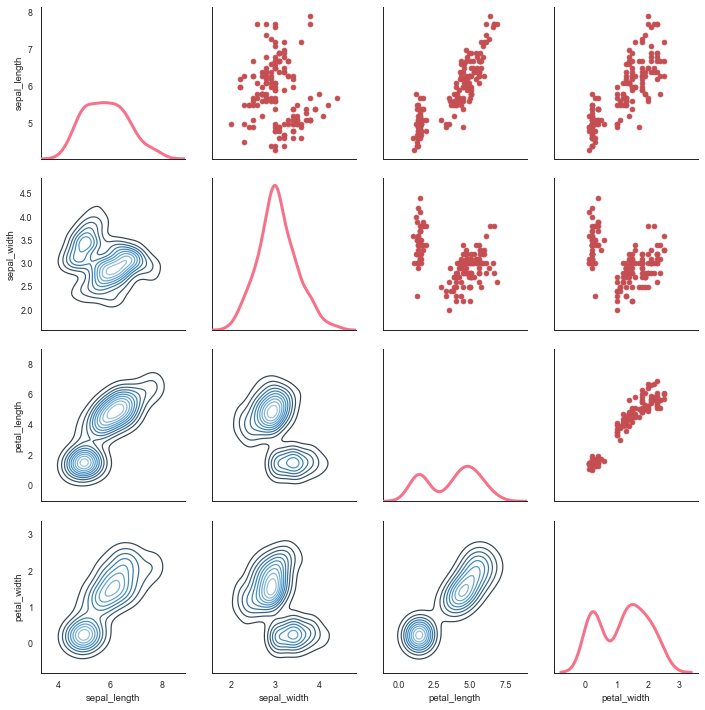 8
7
6
5
sepal_length
4.5
4.0
3.5
3.0
2.5
2.0
sepal_width
8
6
4
2
0
petal_length
3
2
1
0
petal_width
4 6 8
sepal_length
2 3 4
sepal_width
0.0 2.5 5.0 7.5
petal_length
0 1 2 3
petal_width